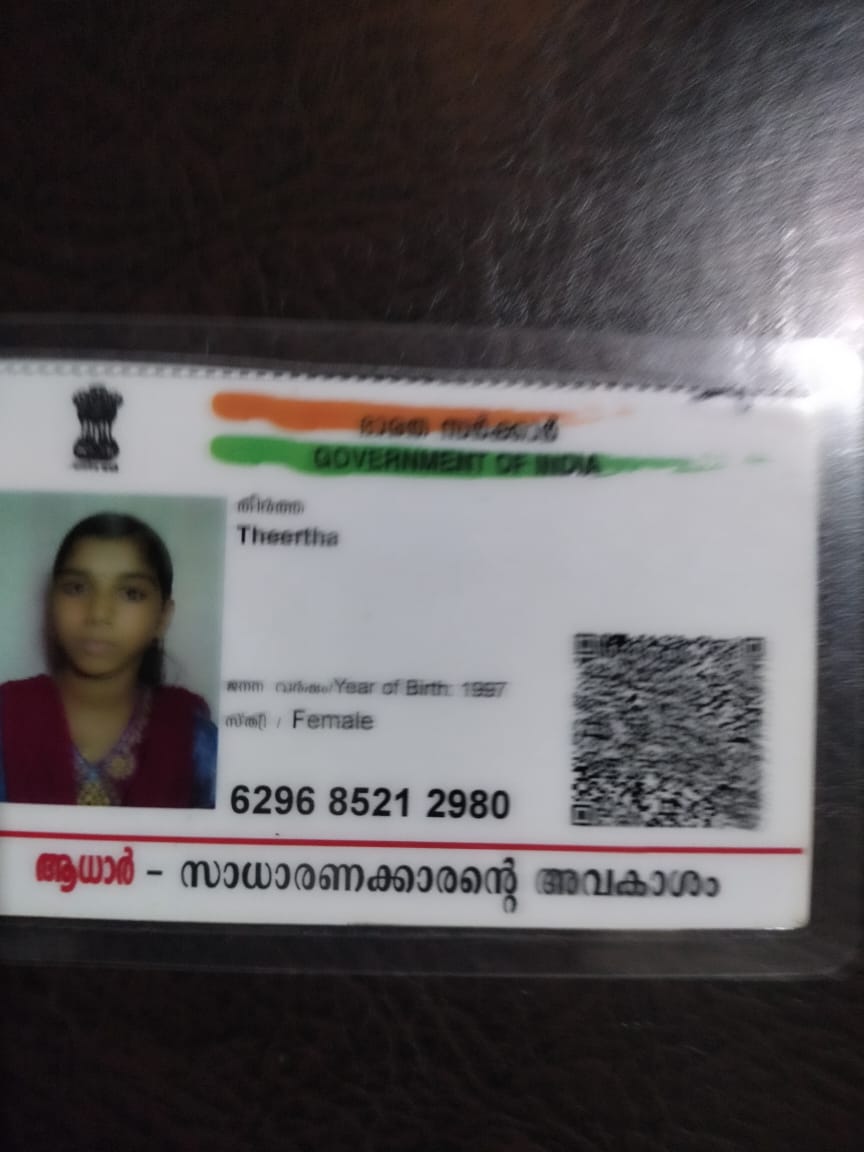 ഭാരത സർക്കാർ
GOVERNMENT OF INDIA
തീർത്ഥ
Theertha
ജനന വർഷം/Year of Birth: 1997
സ്ത്രീ / Female
6296 8521 2980
ആധാർ - സാധാരണക്കാരന്റെ അവകാശം